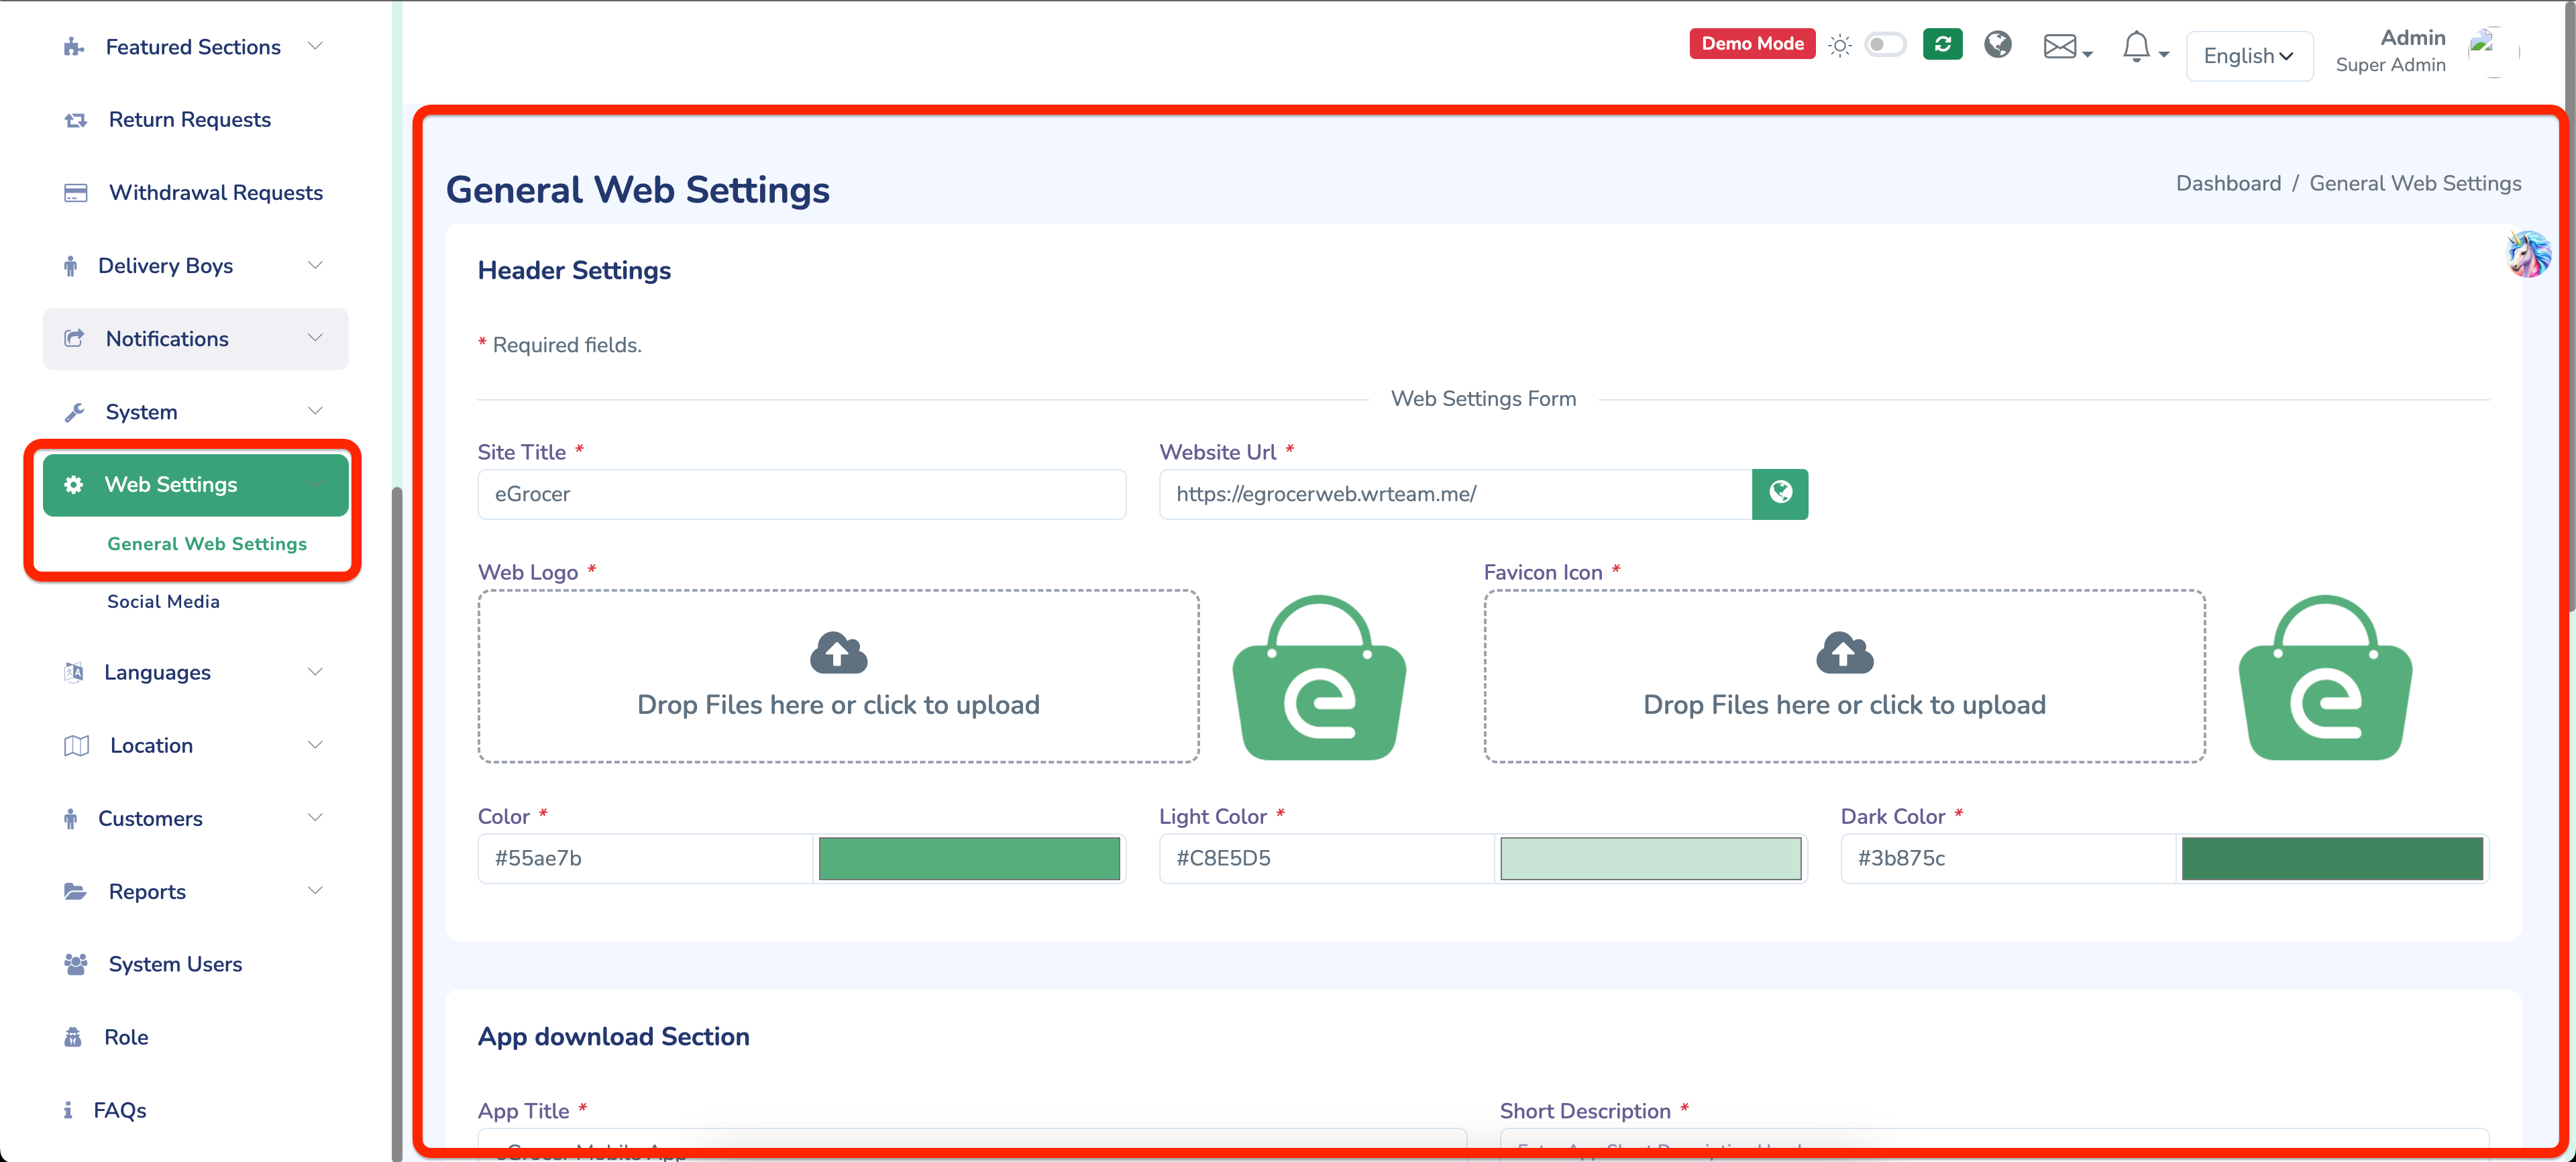 Featured Sections
Return Requests
Withdrawal Requests
Delivery Boys
Notifications
System
Web Settings
General Web Settings
Social Media
Languages
Location
Customers
Reports
System Users
Role
FAQs
Demo Mode
English
Admin
Super Admin
General Web Settings
Dashboard / General Web Settings
Header Settings
* Required fields.
Web Settings Form
Site Title *
Website Url *
eGrocer
https://egrocerweb.wrteam.me/
Web Logo *
Favicon Icon *
Drop Files here or click to upload
e
Drop Files here or click to upload
e
Color *
Light Color *
Dark Color *
#55ae7b
#C8E5D5
#3b875c
App download Section
App Title *
Short Description *
eGrocer Mobile App